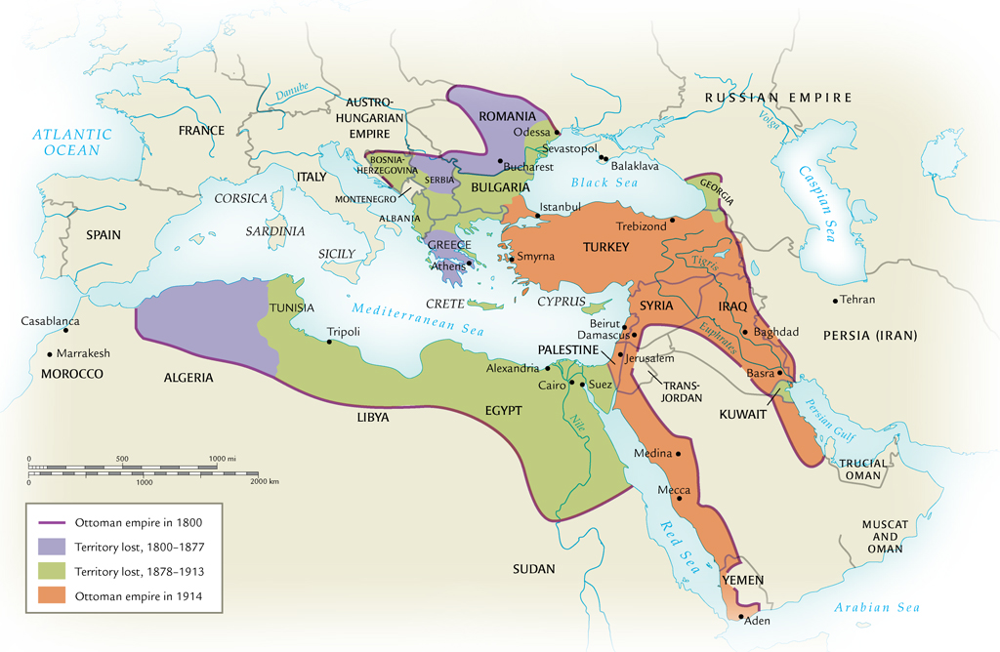 RUSSIAN EMPIRE
Volga
Danube
AUSTRO-
HUNGARIAN
EMPIRE
ROMANIA
Odessa
ATLANTIC
OCEAN
FRANCE
Sevastopol
Balaklava
BOSNIA-
HERZEGOVINA
Bucharest
ITALY
SERBIA
BULGARIA
Black Sea
Caspian Sea
GEORGIA
CORSICA
MONTENEGRO
ALBANIA
Istanbul
Trebizond
SPAIN
SARDINIA
GREECE
TURKEY
SICILY
Athens
Smyrna
Tigris
CRETE
CYPRUS
SYRIA
IRAQ
Tehran
TUNISIA
Mediterranean Sea
Casablanca
Tripoli
Beirut
Damascus
Euphrates
Baghdad
PERSIA (IRAN)
Marrakesh
MOROCCO
ALGERIA
PALESTINE
Jerusalem
Alexandria
Basra
Cairo
Suez
TRANS-
JORDAN
LIBYA
EGYPT
KUWAIT
Nile
Persian Gulf
Medina
TRUCIAL
OMAN
Mecca
0 500 1000 mi
0 1000 2000 km
Red Sea
MUSCAT
AND
OMAN
Ottoman empire in 1800
Territory lost, 1800–1877
Territory lost, 1878–1913
Ottoman empire in 1914
SUDAN
YEMEN
Aden
Arabian Sea